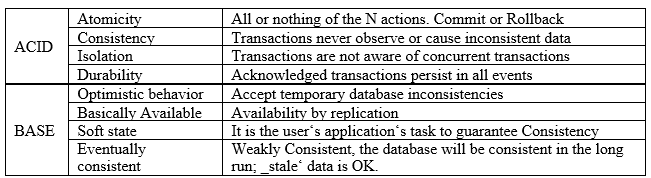 ACID
Atomicity All or nothing of the N actions. Commit or Rollback
Consistency Transactions never observe or cause inconsistent data
Isolation Transactions are not aware of concurrent transactions
Durability Acknowledged transactions persist in all events
BASE
Optimistic behavior Accept temporary database inconsistencies
Basically Available Availability by replication
Soft state It is the user‘s application‘s task to guarantee Consistency
Eventually Weakly Consistent, the database will be consistent in the long
consistent run; _stale‘ data is OK.